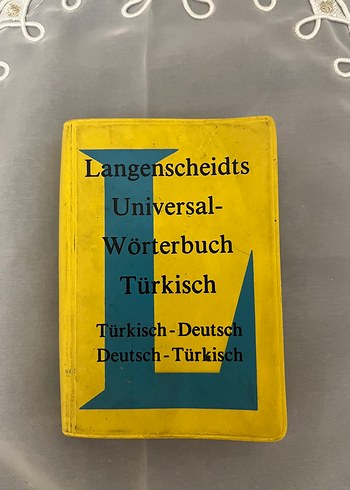 Langenscheidts
Universal-
Wörterbuch
Türkisch
Türkisch-Deutsch
Deutsch-Türkisch